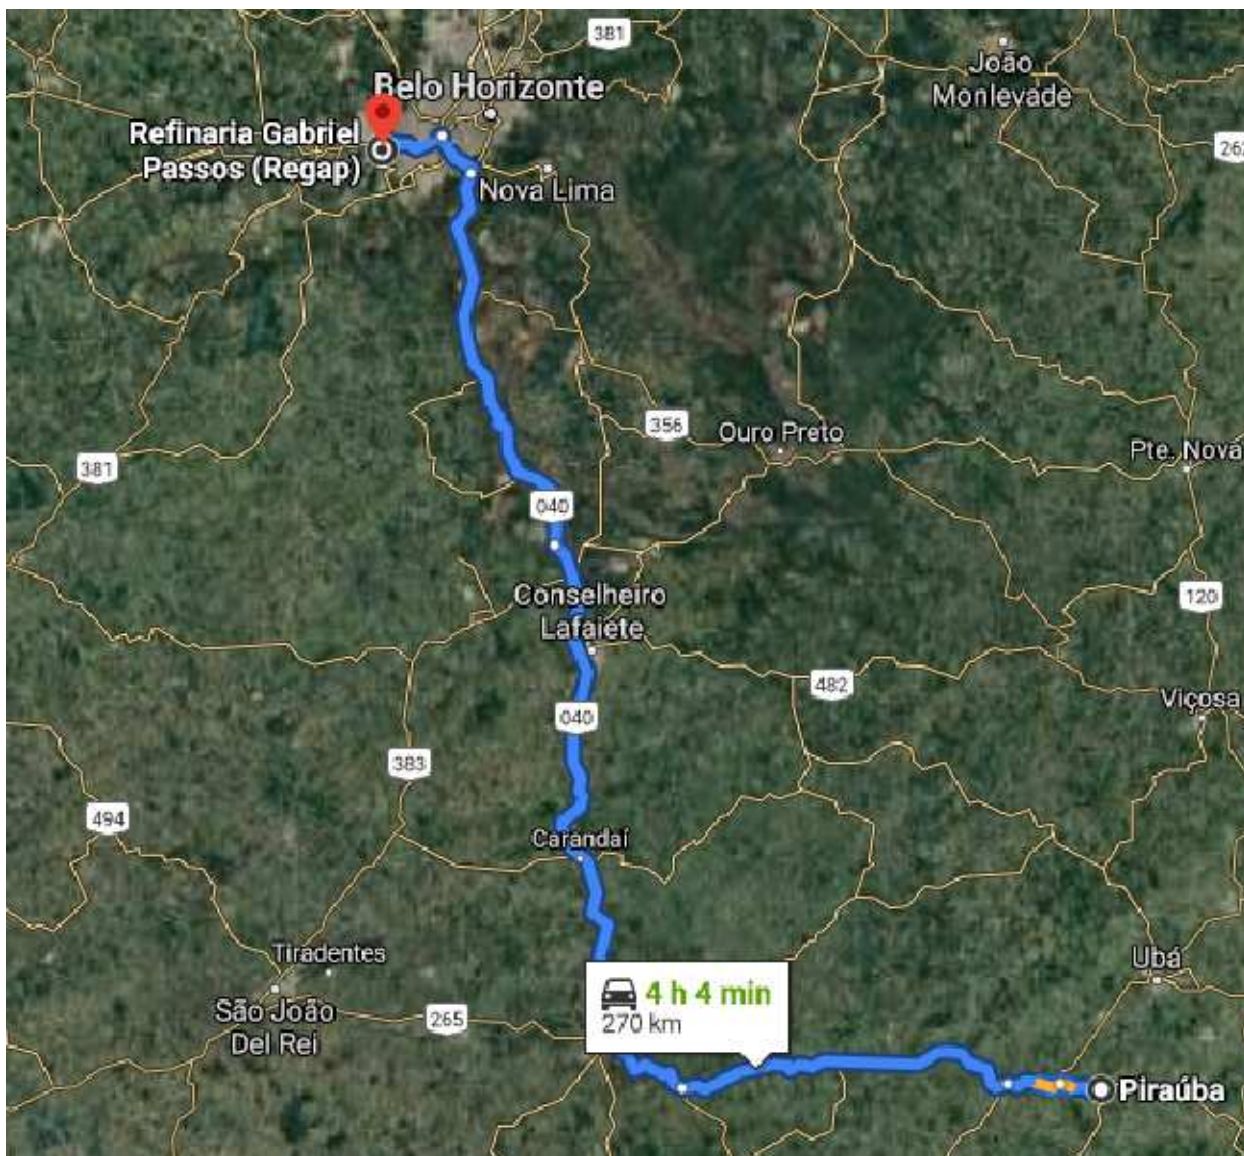 381
João
Monlevade
Belo Horizonte
Refinaria Gabriel
Passos (Regap)
262
Nova Lima
356
Ouro Preto
Pte. Nova
381
040
Conselheiro
Lafaiete
120
482
Viçosa
040
383
494
Carandaí
Tiradentes
Ubá
São João
Del Rei
265
4 h 4 min
270 km
Piraúba